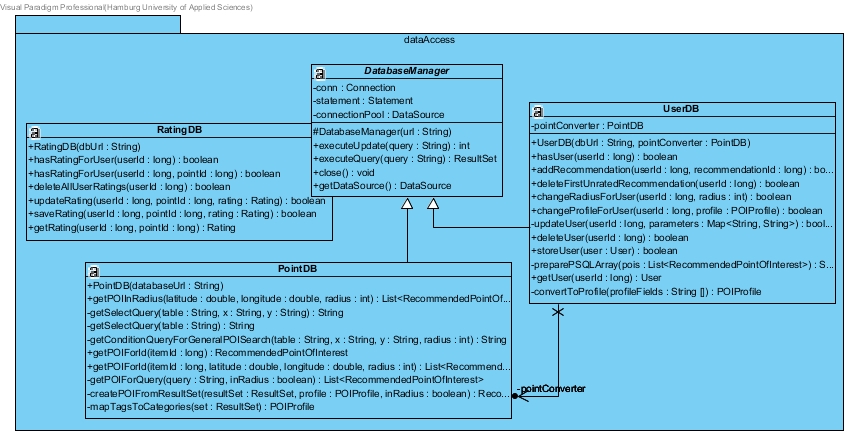 Visual Paradigm Professional(Hamburg University of Applied Sciences)
dataAccess
DatabaseManager
-conn : Connection
-statement : Statement
-connectionPool : DataSource
#DatabaseManager(url : String)
+executeUpdate(query : String) : int
+executeQuery(query : String) : ResultSet
+close() : void
+getDataSource() : DataSource
RatingDB
+RatingDB(dbUrl : String)
+hasRatingForUser(userId : long) : boolean
+hasRatingForUser(userId : long, pointId : long) : boolean
+deleteAllUserRatings(userId : long) : boolean
+updateRating(userId : long, pointId : long, rating : Rating) : boolean
+saveRating(userId : long, pointId : long, rating : Rating) : boolean
+getRating(userId : long, pointId : long) : Rating
UserDB
-pointConverter : PointDB
+UserDB(dbUrl : String, pointConverter : PointDB)
+hasUser(userId : long) : boolean
+addRecommendation(userId : long, recommendationId : long) : bo...
+deleteFirstUnratedRecommendation(userId : long) : boolean
+changeRadiusForUser(userId : long, radius : int) : boolean
+changeProfileForUser(userId : long, profile : POIProfile) : boolean
-updateUser(userId : long, parameters : Map<String, String>) : bool...
+deleteUser(userId : long) : boolean
+storeUser(user : User) : boolean
-preparePSQLArray(pois : List<RecommendedPointOfInterest>) : S...
+getUser(userId : long) : User
-convertToProfile(profileFields : String []) : POIProfile
PointDB
+PointDB(databaseUrl : String)
+getPOIInRadius(latitude : double, longitude : double, radius : int) : List<RecommendedPointOf...
-getSelectQuery(table : String, x : String, y : String) : String
-getSelectQuery(table : String) : String
-getConditionQueryForGeneralPOISearch(table : String, x : String, y : String, radius : int) : String
+getPOIForId(itemId : long) : RecommendedPointOfInterest
+getPOIForId(itemId : long, latitude : double, longitude : double, radius : int) : List<Recommend...
-getPOIForQuery(query : String, inRadius : boolean) : List<RecommendedPointOfInterest>
-createPOIFromResultSet(resultSet : ResultSet, profile : POIProfile, inRadius : boolean) : Reco...
-mapTagsToCategories(set : ResultSet) : POIProfile
-pointConverter